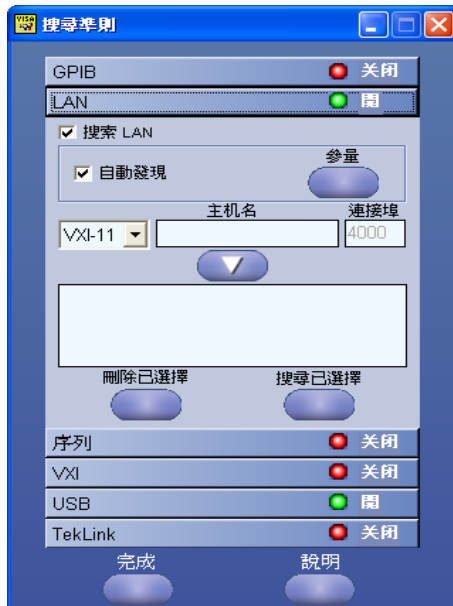 VISA
搜尋準則
GPIB 关闭
LAN 開
搜索 LAN
參量
自動發現
主机名 連接埠
VXI-11 4000
刪除已選擇 搜尋已選擇
序列 关闭
VXI 关闭
USB 開
TekLink 关闭
完成 說明